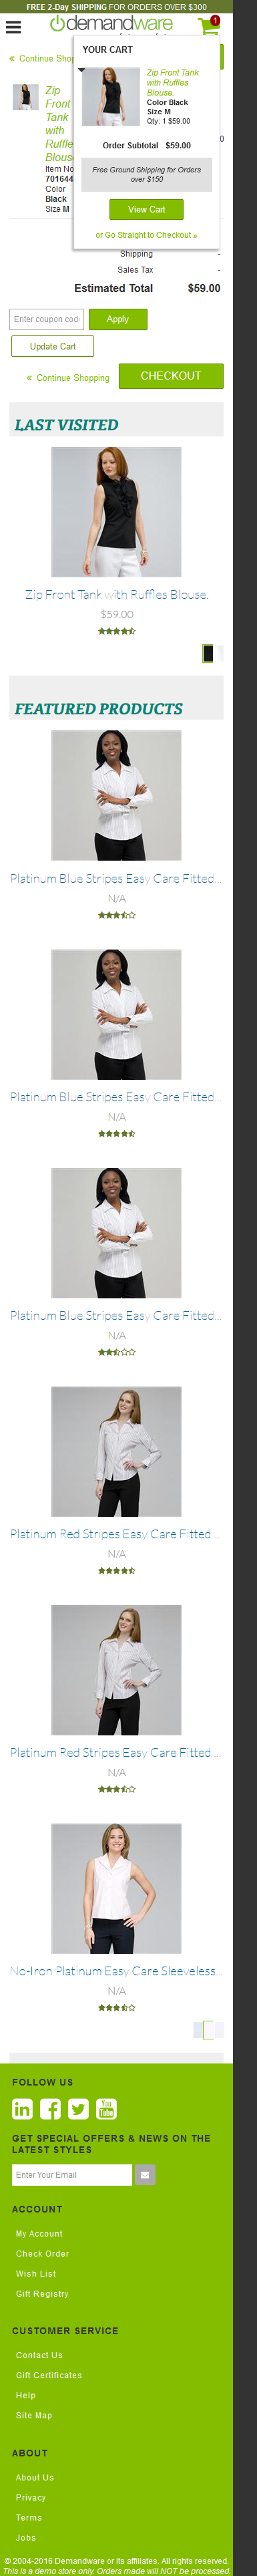 FREE 2-Day SHIPPING FOR ORDERS OVER $300
demandware
1
« Continue Shop
YOUR CART
Zip Front Tank
with Ruffles
Blouse.
Color Black
Size M
Qty: 1 $59.00
Order Subtotal $59.00
Free Ground Shipping for Orders
over $150
View Cart
or Go Straight to Checkout »
Zip
Front
Tank
with
Ruffle
Blouse
Item No
701644
Color
Black
Size M
0
Shipping -
Sales Tax -
Estimated Total $59.00
Enter coupon code
Apply
Update Cart
« Continue Shopping
CHECKOUT
LAST VISITED
Zip Front Tank with Ruffles Blouse.
$59.00
FEATURED PRODUCTS
Platinum Blue Stripes Easy Care Fitted...
N/A
Platinum Blue Stripes Easy Care Fitted...
N/A
Platinum Blue Stripes Easy Care Fitted...
N/A
Platinum Red Stripes Easy Care Fitted ...
N/A
Platinum Red Stripes Easy Care Fitted ...
N/A
No-Iron Platinum Easy Care Sleeveless...
N/A
FOLLOW US
in
You
Tube
GET SPECIAL OFFERS & NEWS ON THE
LATEST STYLES
Enter Your Email
ACCOUNT
My Account
Check Order
Wish List
Gift Registry
CUSTOMER SERVICE
Contact Us
Gift Certificates
Help
Site Map
ABOUT
About Us
Privacy
Terms
Jobs
© 2004-2016 Demandware or its affiliates. All rights reserved.
This is a demo store only. Orders made will NOT be processed.